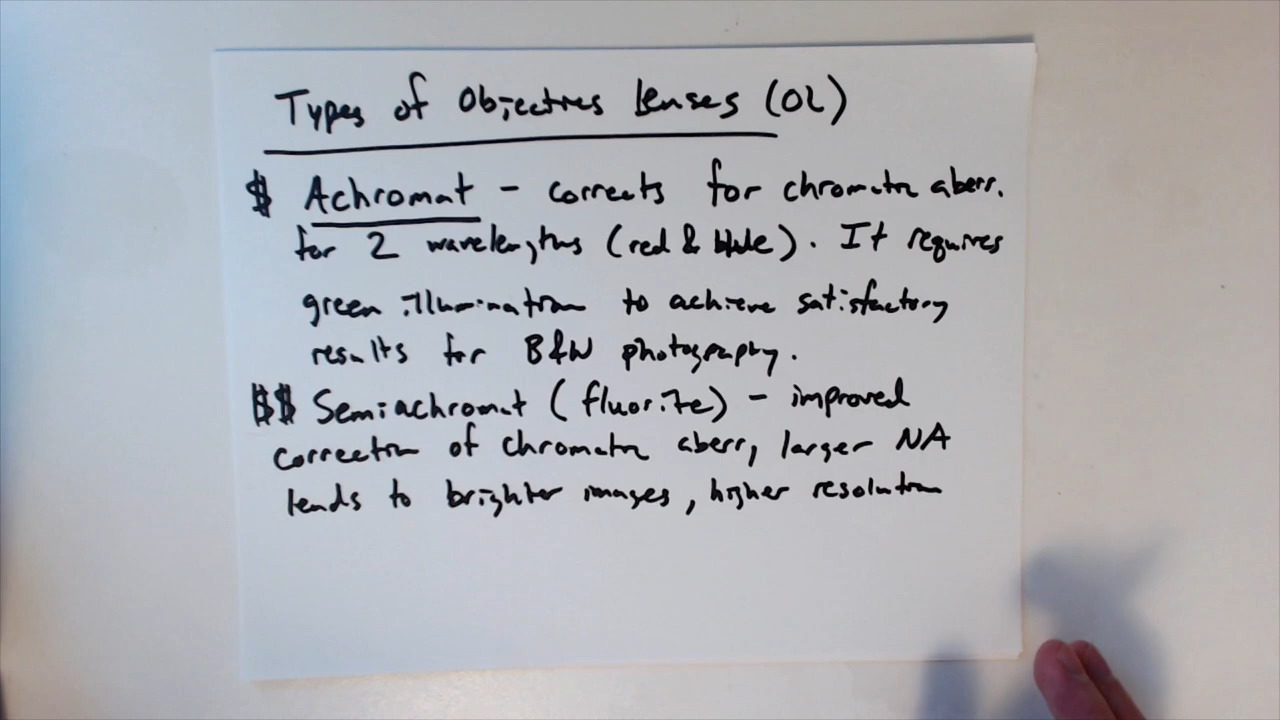 Types of Objectives Lenses (OL)
$ Achromat - corrects for chromatic aberr.
for 2 wavelengths (red & blue). It requires
green illumination to achieve satisfactory
results for B&W photography.
$$ Semiachromat (fluorite) - improved
correction of chromatic aberr, larger NA
lends to brighter images, higher resolution